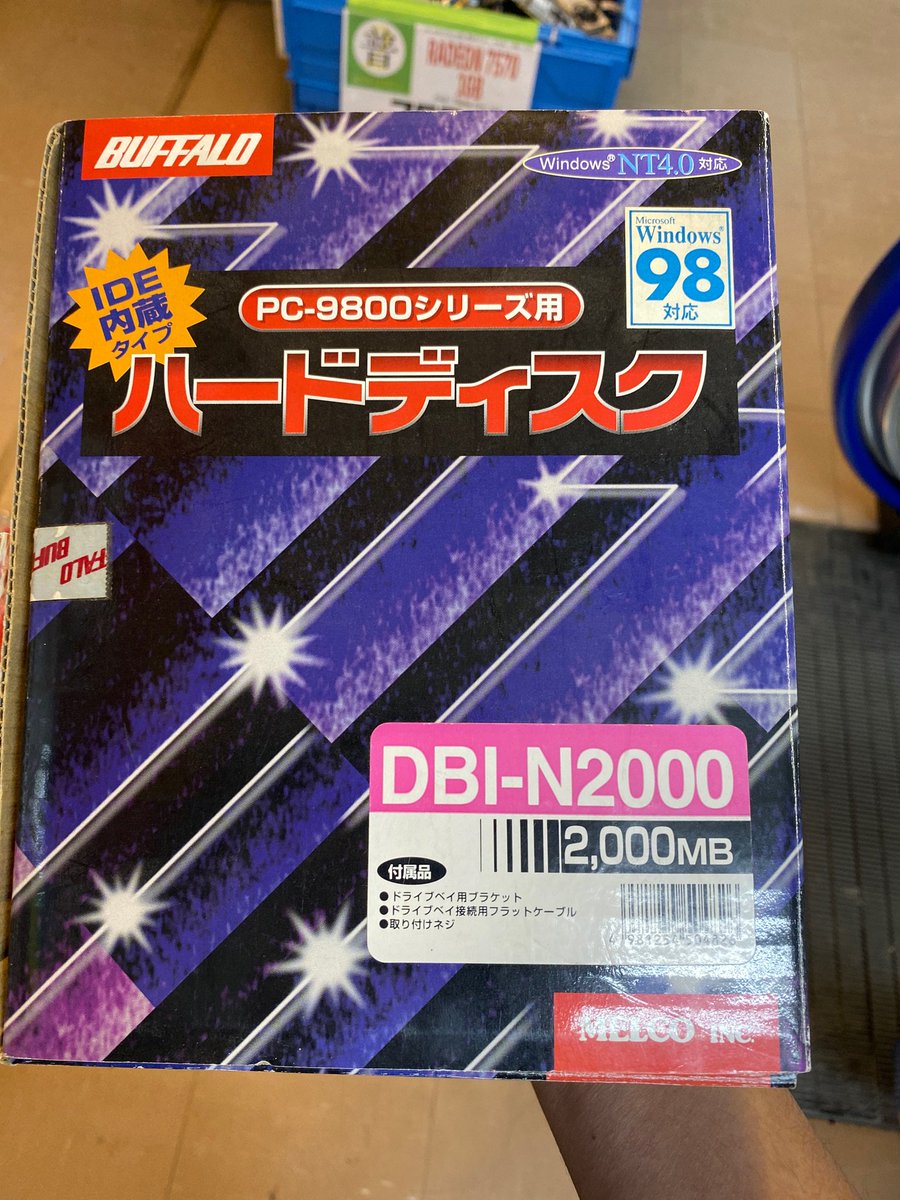 RADEON 7570
BUFFALO
Windows® NT4.0 対応
Microsoft
Windows®
98
対応
IDE
内蔵
タイプ
PC-9800シリーズ用
ハードディスク
BUFFALO
DBI-N2000
2,000MB
付属品
●ドライブベイ用ブラケット
●ドライブベイ接続用フラットケーブル
●取り付けネジ
MELCO INC.